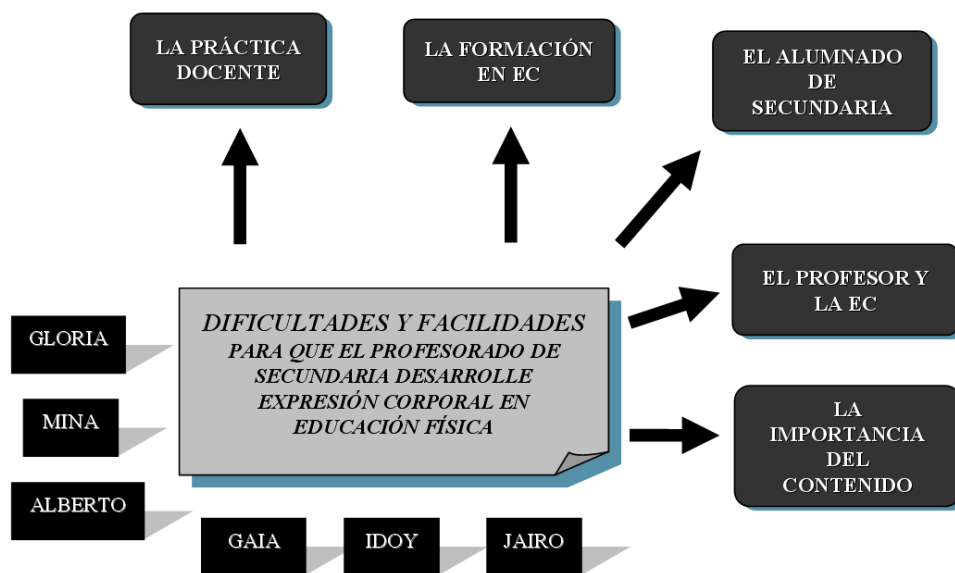 LA PRÁCTICA
DOCENTE
LA FORMACIÓN
EN EC
EL ALUMNADO
DE
SECUNDARIA
EL PROFESOR Y
LA EC
LA
IMPORTANCIA
DEL
CONTENIDO
DIFICULTADES Y FACILIDADES
PARA QUE EL PROFESORADO DE
SECUNDARIA DESARROLLE
EXPRESIÓN CORPORAL EN
EDUCACIÓN FÍSICA
GLORIA
MINA
ALBERTO
GAIA
IDOY
JAIRO